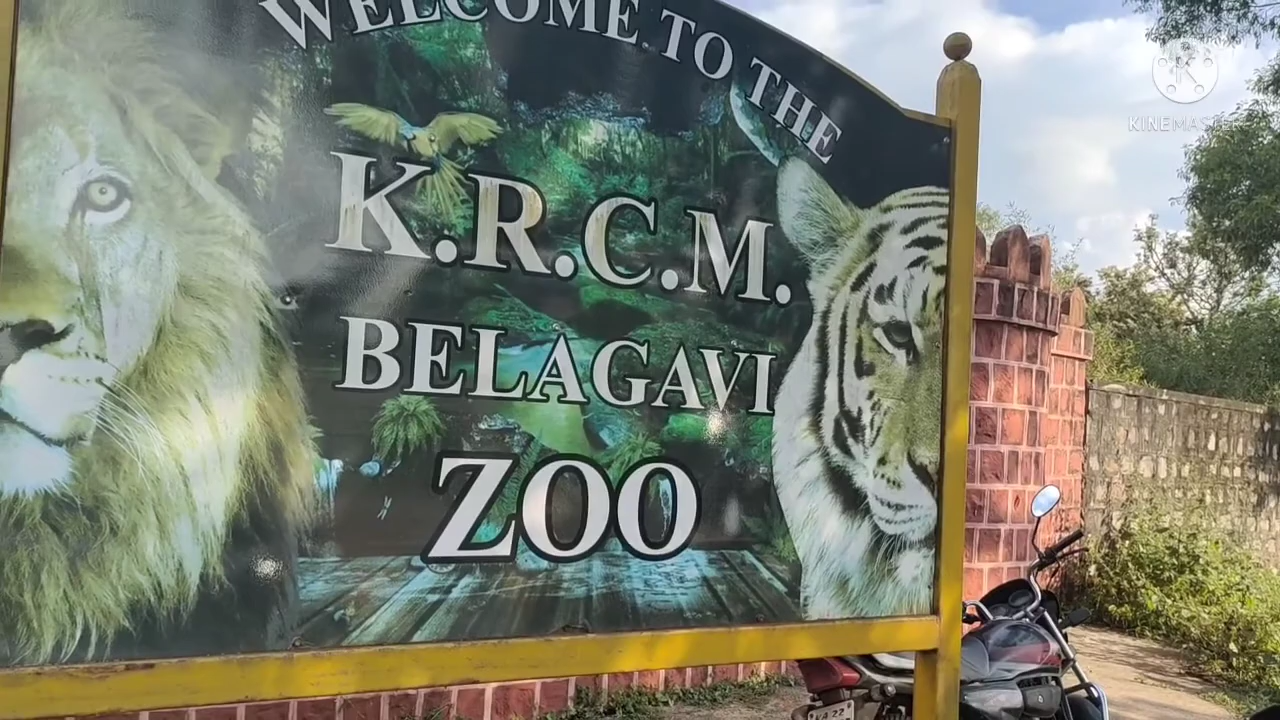 WELCOME TO THE
K.R.C.M.
BELAGAVI
ZOO
K
KINEMASTER